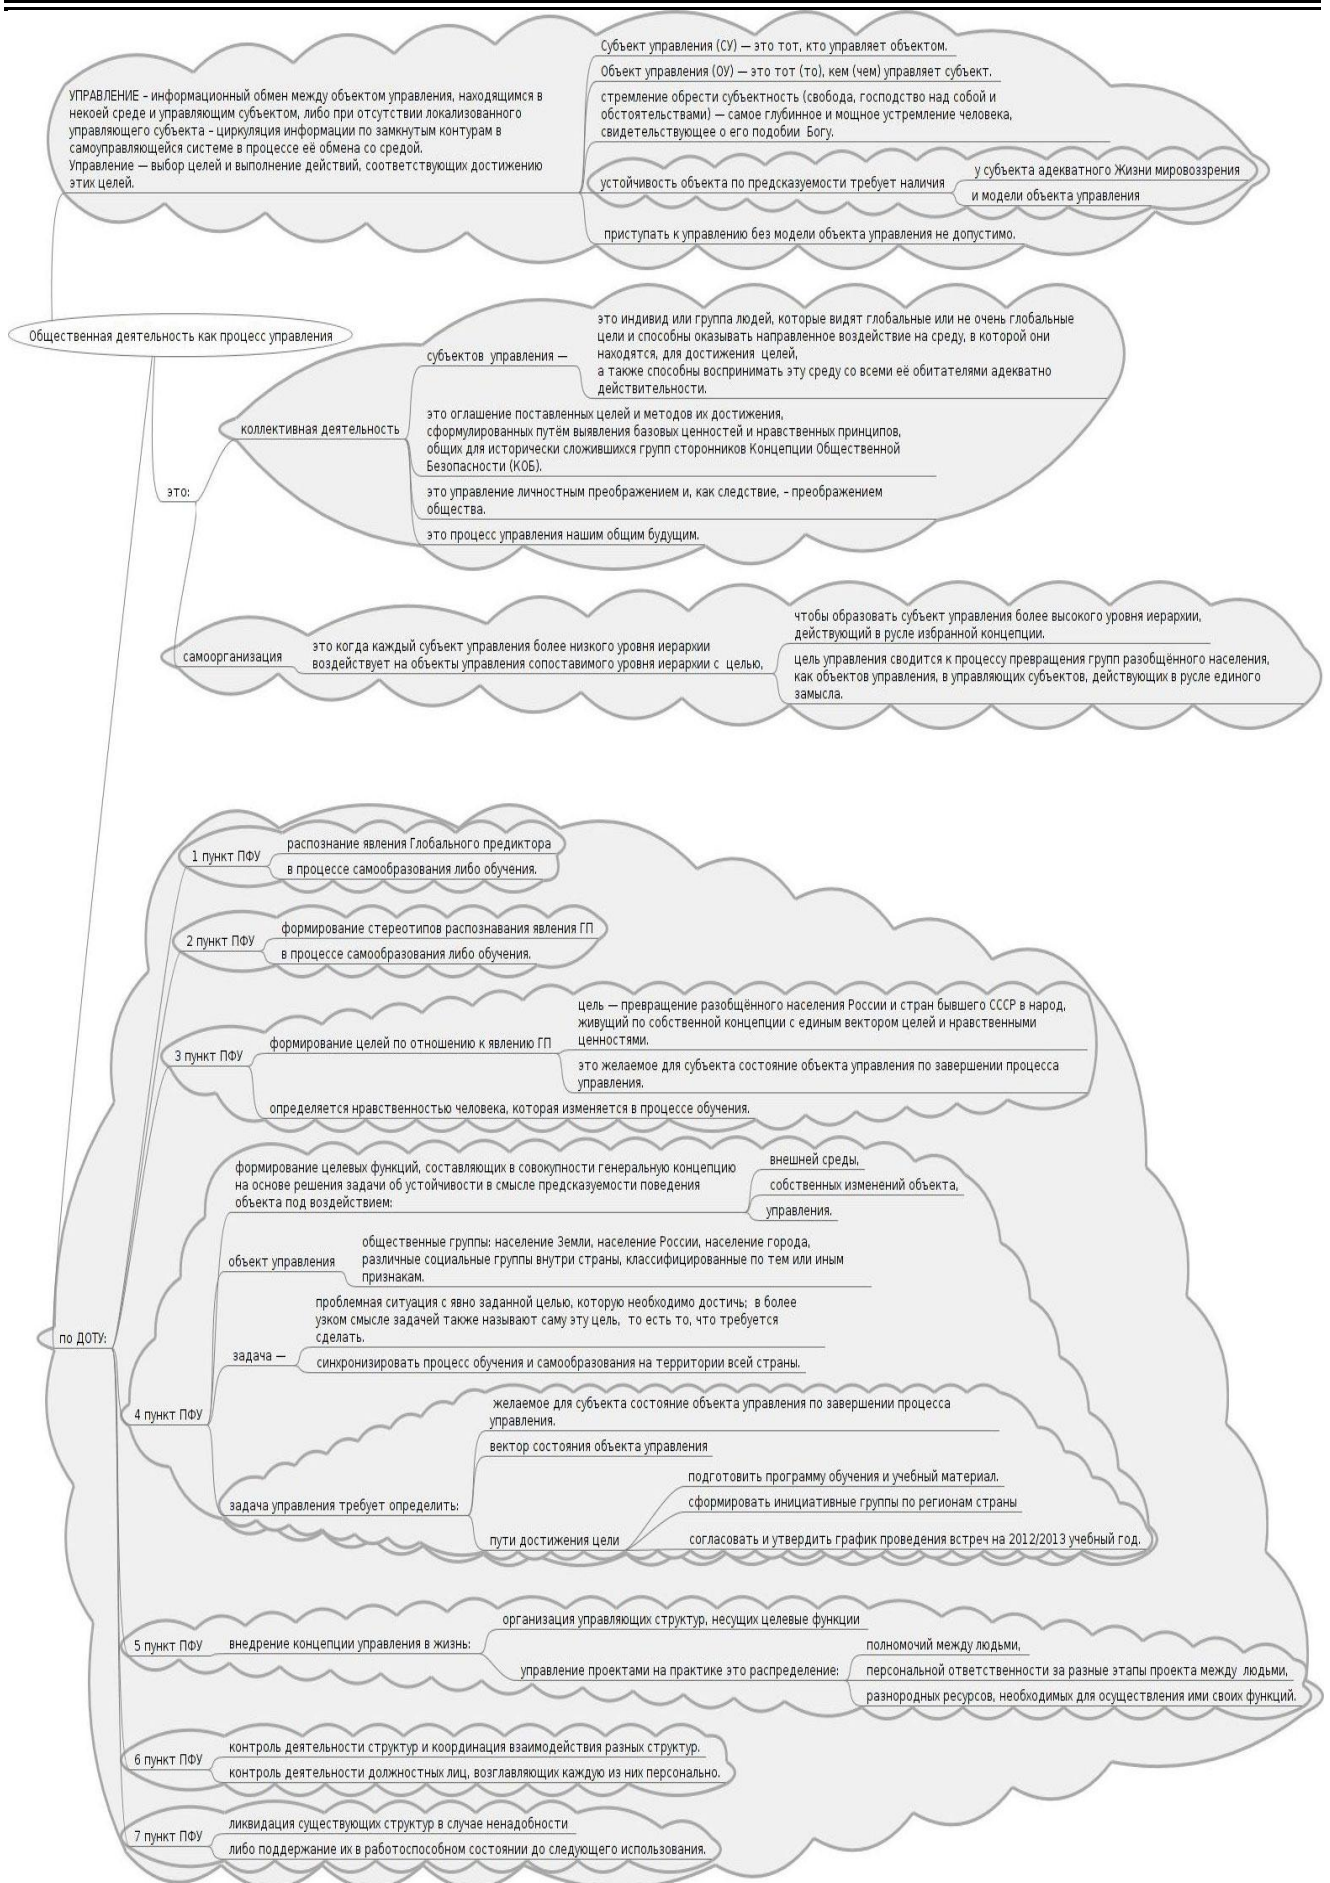 УПРАВЛЕНИЕ – информационный обмен между объектом управления, находящимся в
некоей среде и управляющим субъектом, либо при отсутствии локализованного
управляющего субъекта – циркуляция информации по замкнутым контурам в
самоуправляющейся системе в процессе её обмена со средой.
Управление — выбор целей и выполнение действий, соответствующих достижению
этих целей.
Субъект управления (СУ) — это тот, кто управляет объектом.
Объект управления (ОУ) — это тот (то), кем (чем) управляет субъект.
стремление обрести субъектность (свобода, господство над собой и
обстоятельствами) — самое глубинное и мощное устремление человека,
свидетельствующее о его подобии Богу.
устойчивость объекта по предсказуемости требует наличия
у субъекта адекватного Жизни мировоззрения
и модели объекта управления
приступать к управлению без модели объекта управления не допустимо.
Общественная деятельность как процесс управления
это:
коллективная деятельность
субъектов управления —
это индивид или группа людей, которые видят глобальные или не очень глобальные
цели и способны оказывать направленное воздействие на среду, в которой они
находятся, для достижения целей,
а также способны воспринимать эту среду со всеми её обитателями адекватно
действительности.
это оглашение поставленных целей и методов их достижения,
сформулированных путём выявления базовых ценностей и нравственных принципов,
общих для исторически сложившихся групп сторонников Концепции Общественной
Безопасности (КОБ).
это управление личностным преображением и, как следствие, – преображением
общества.
это процесс управления нашим общим будущим.
самоорганизация
это когда каждый субъект управления более низкого уровня иерархии
воздействует на объекты управления сопоставимого уровня иерархии с целью,
чтобы образовать субъект управления более высокого уровня иерархии,
действующий в русле избранной концепции.
цель управления сводится к процессу превращения групп разобщённого населения,
как объектов управления, в управляющих субъектов, действующих в русле единого
замысла.
по ДОТУ:
1 пункт ПФУ
распознание явления Глобального предиктора
в процессе самообразования либо обучения.
2 пункт ПФУ
формирование стереотипов распознавания явления ГП
в процессе самообразования либо обучения.
3 пункт ПФУ
формирование целей по отношению к явлению ГП
цель — превращение разобщённого населения России и стран бывшего СССР в народ,
живущий по собственной концепции с единым вектором целей и нравственными
ценностями.
это желаемое для субъекта состояние объекта управления по завершении процесса
управления.
определяется нравственностью человека, которая изменяется в процессе обучения.
4 пункт ПФУ
формирование целевых функций, составляющих в совокупности генеральную концепцию
на основе решения задачи об устойчивости в смысле предсказуемости поведения
объекта под воздействием:
внешней среды,
собственных изменений объекта,
управления.
объект управления
общественные группы: население Земли, население России, население города,
различные социальные группы внутри страны, классифицированные по тем или иным
признакам.
задача —
проблемная ситуация с явно заданной целью, которую необходимо достичь; в более
узком смысле задачей также называют саму эту цель, то есть то, что требуется
сделать.
синхронизировать процесс обучения и самообразования на территории всей страны.
задача управления требует определить:
желаемое для субъекта состояние объекта управления по завершении процесса
управления.
вектор состояния объекта управления
пути достижения цели
подготовить программу обучения и учебный материал.
сформировать инициативные группы по регионам страны
согласовать и утвердить график проведения встреч на 2012/2013 учебный год.
5 пункт ПФУ
внедрение концепции управления в жизнь:
организация управляющих структур, несущих целевые функции
управление проектами на практике это распределение:
полномочий между людьми,
персональной ответственности за разные этапы проекта между людьми,
разнородных ресурсов, необходимых для осуществления ими своих функций.
6 пункт ПФУ
контроль деятельности структур и координация взаимодействия разных структур.
контроль деятельности должностных лиц, возглавляющих каждую из них персонально.
7 пункт ПФУ
ликвидация существующих структур в случае ненадобности
либо поддержание их в работоспособном состоянии до следующего использования.